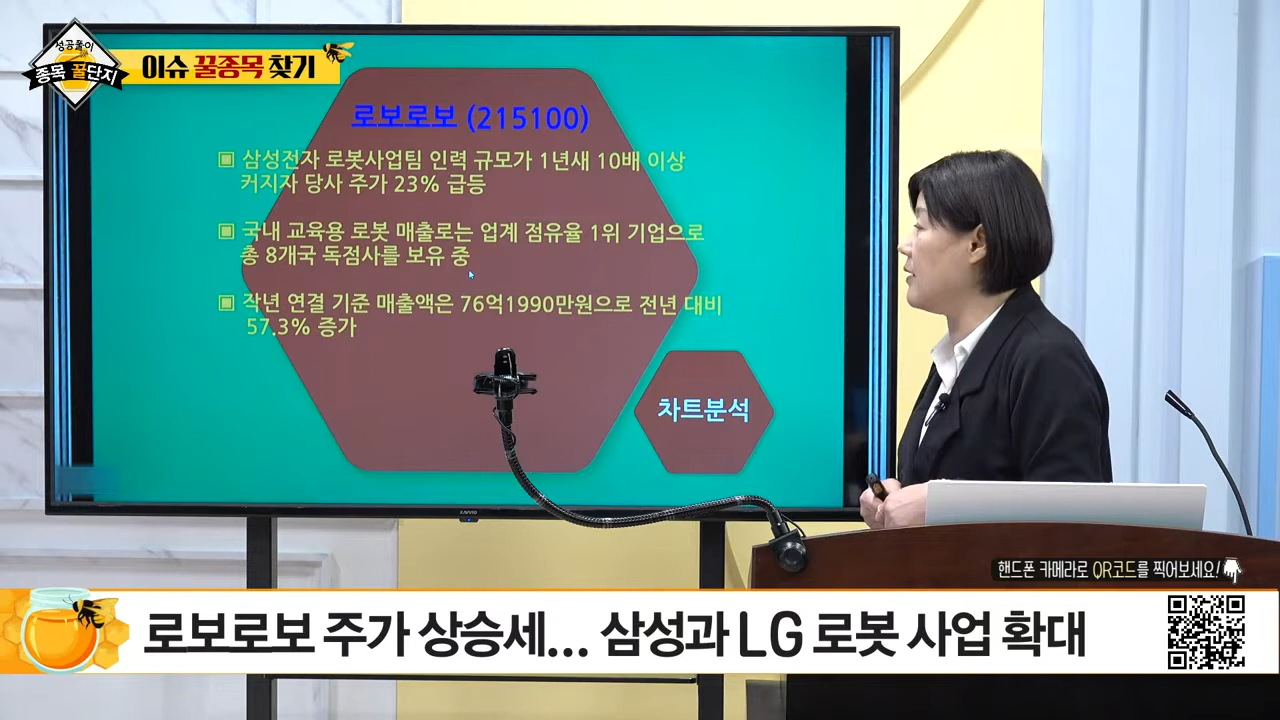 성공풀이
종목 꿀단지
이슈 꿀종목 찾기
로보로보 (215100)
▣ 삼성전자 로봇사업팀 인력 규모가 1년새 10배 이상
커지자 당사 주가 23% 급등
▣ 국내 교육용 로봇 매출로는 업계 점유율 1위 기업으로
총 8개국 독점사를 보유 중
▣ 작년 연결 기준 매출액은 76억1990만원으로 전년 대비
57.3% 증가
차트분석
핸드폰 카메라로 QR코드를 찍어보세요!
로보로보 주가 상승세... 삼성과 LG 로봇 사업 확대